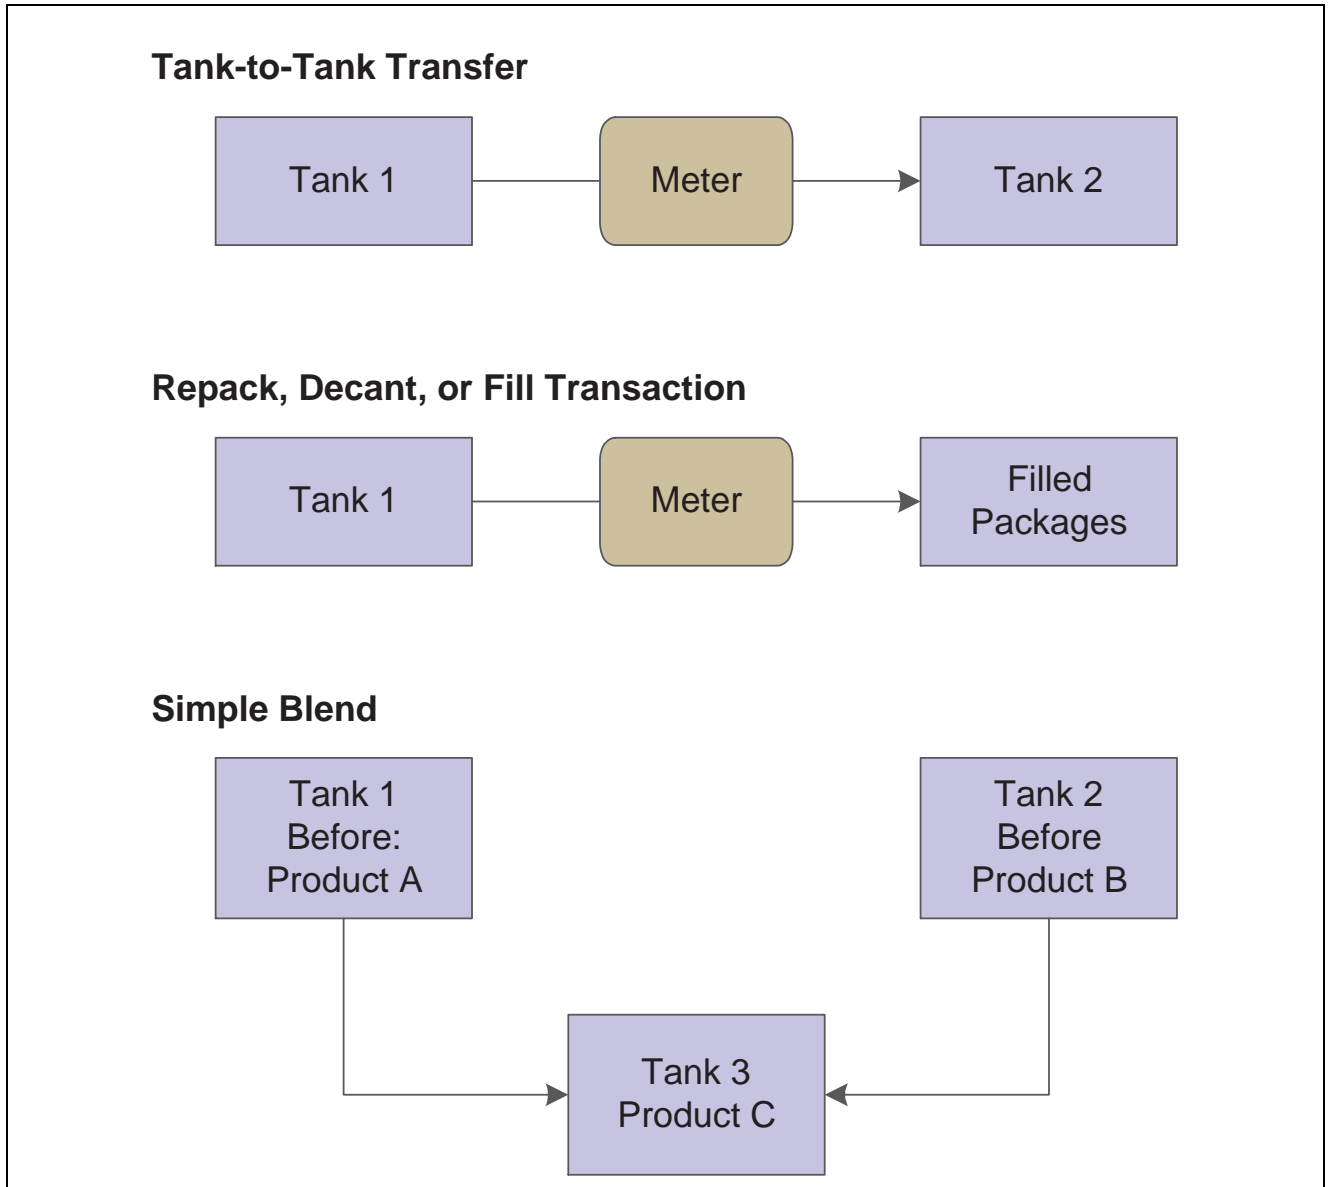 Tank-to-Tank Transfer
Tank 1
Meter
Tank 2
Repack, Decant, or Fill Transaction
Tank 1
Meter
Filled
Packages
Simple Blend
Tank 1
Before:
Product A
Tank 2
Before
Product B
Tank 3
Product C